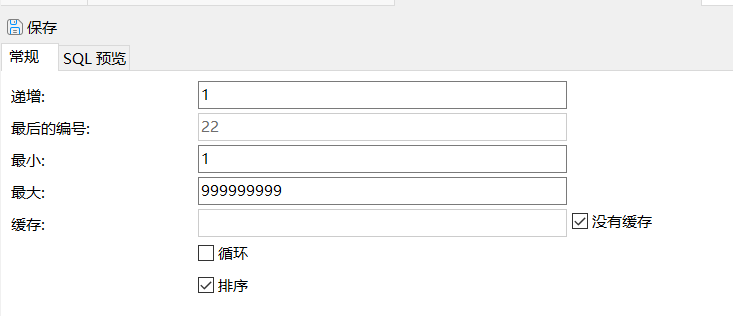 保存
常规 SQL 预览
递增: 1
最后的编号: 22
最小: 1
最大: 999999999
缓存: 没有缓存
循环
排序